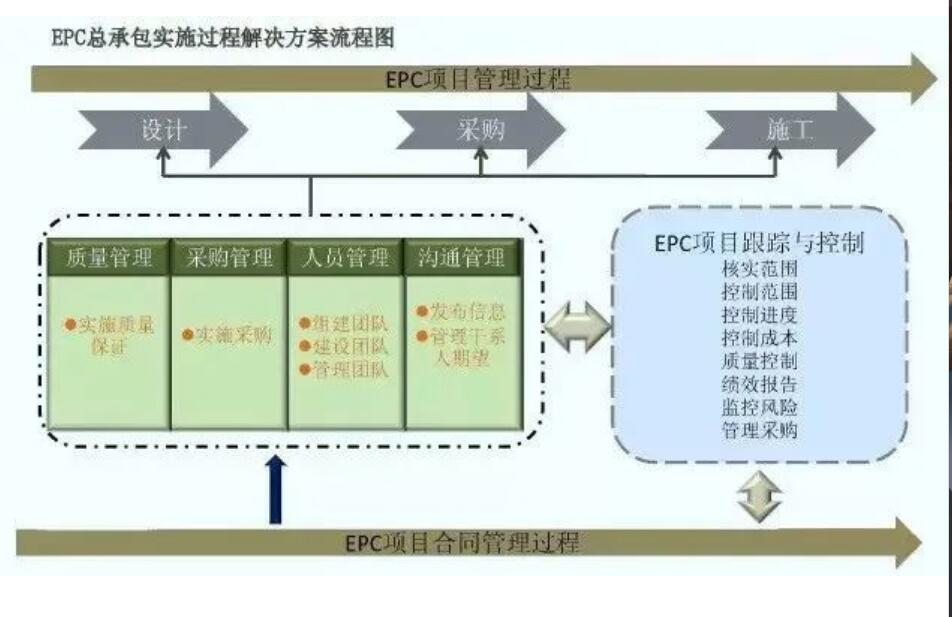 EPC总承包实施过程解决方案流程图
EPC项目管理过程
设计
采购
施工
质量管理
采购管理
人员管理
沟通管理
实施质量
保证
实施采购
组建团队
建设团队
管理团队
发布信息
管理干系
人期望
EPC项目跟踪与控制
核实范围
控制范围
控制进度
控制成本
质量控制
绩效报告
监控风险
管理采购
EPC项目合同管理过程